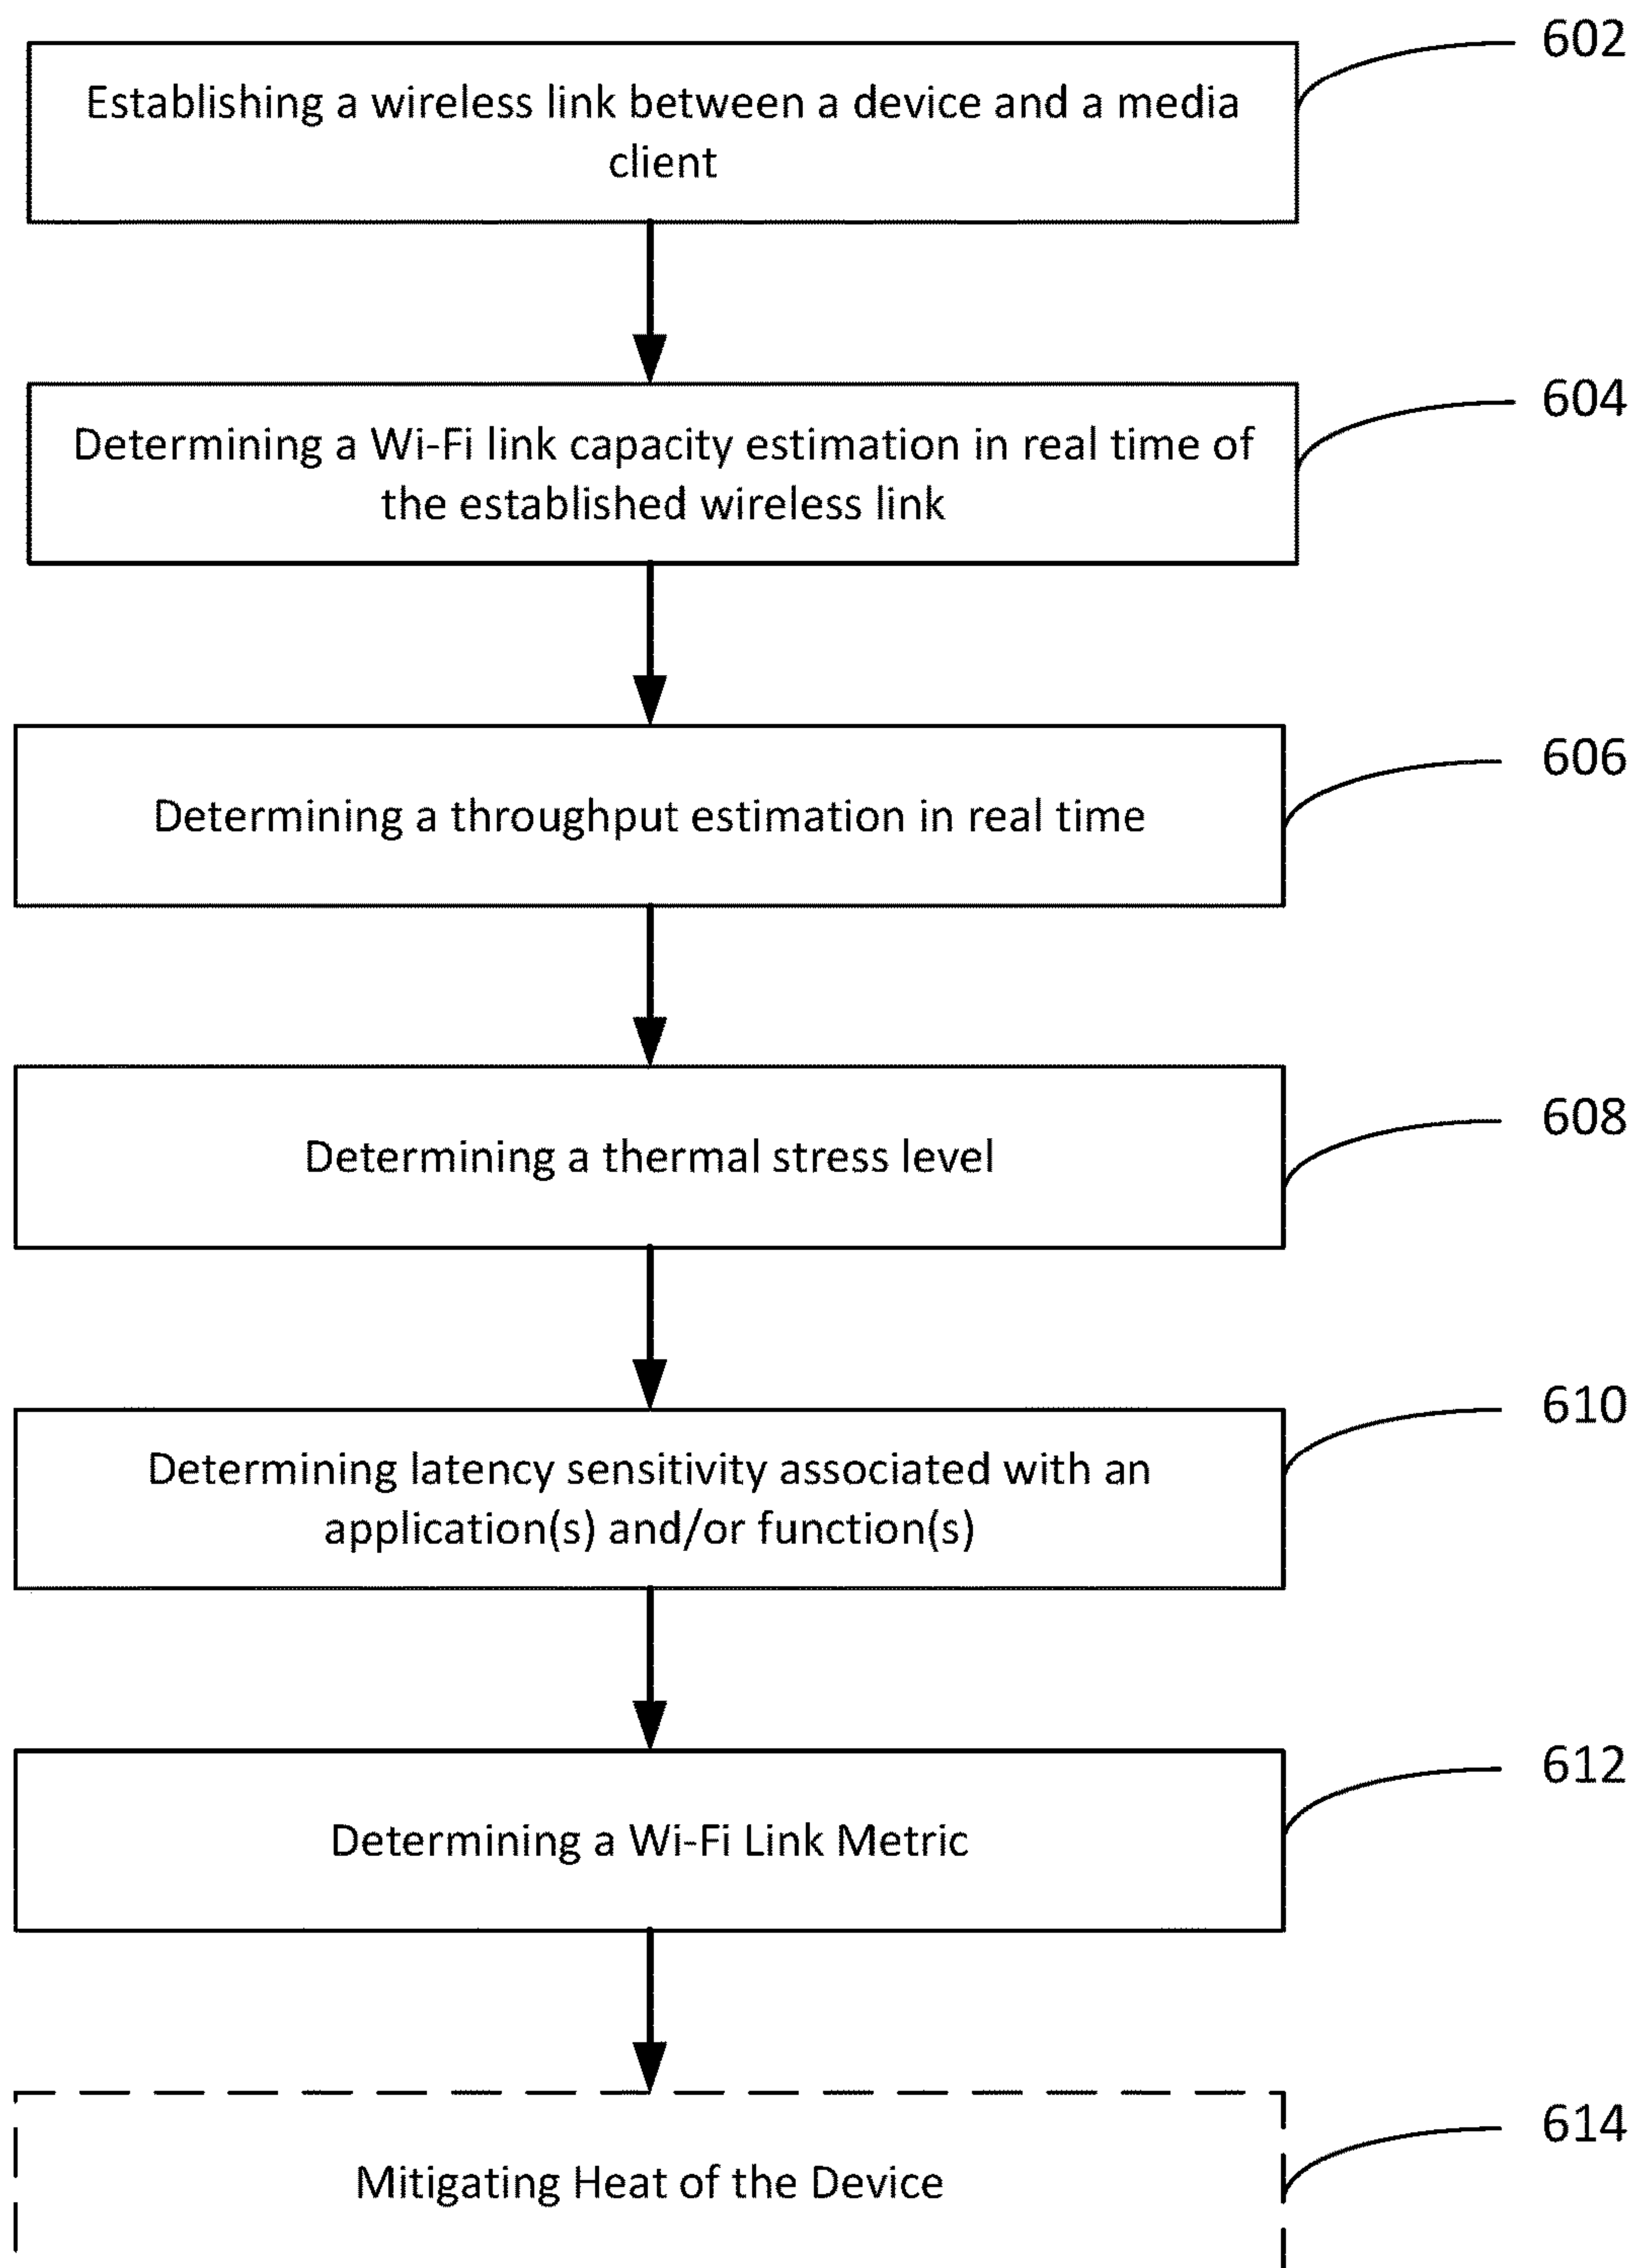 602
Establishing a wireless link between a device and a media
client
604
Determining a Wi-Fi link capacity estimation in real time of
the established wireless link
606
Determining a throughput estimation in real time
608
Determining a thermal stress level
610
Determining latency sensitivity associated with an
application(s) and/or function(s)
612
Determining a Wi-Fi Link Metric
614
Mitigating Heat of the Device